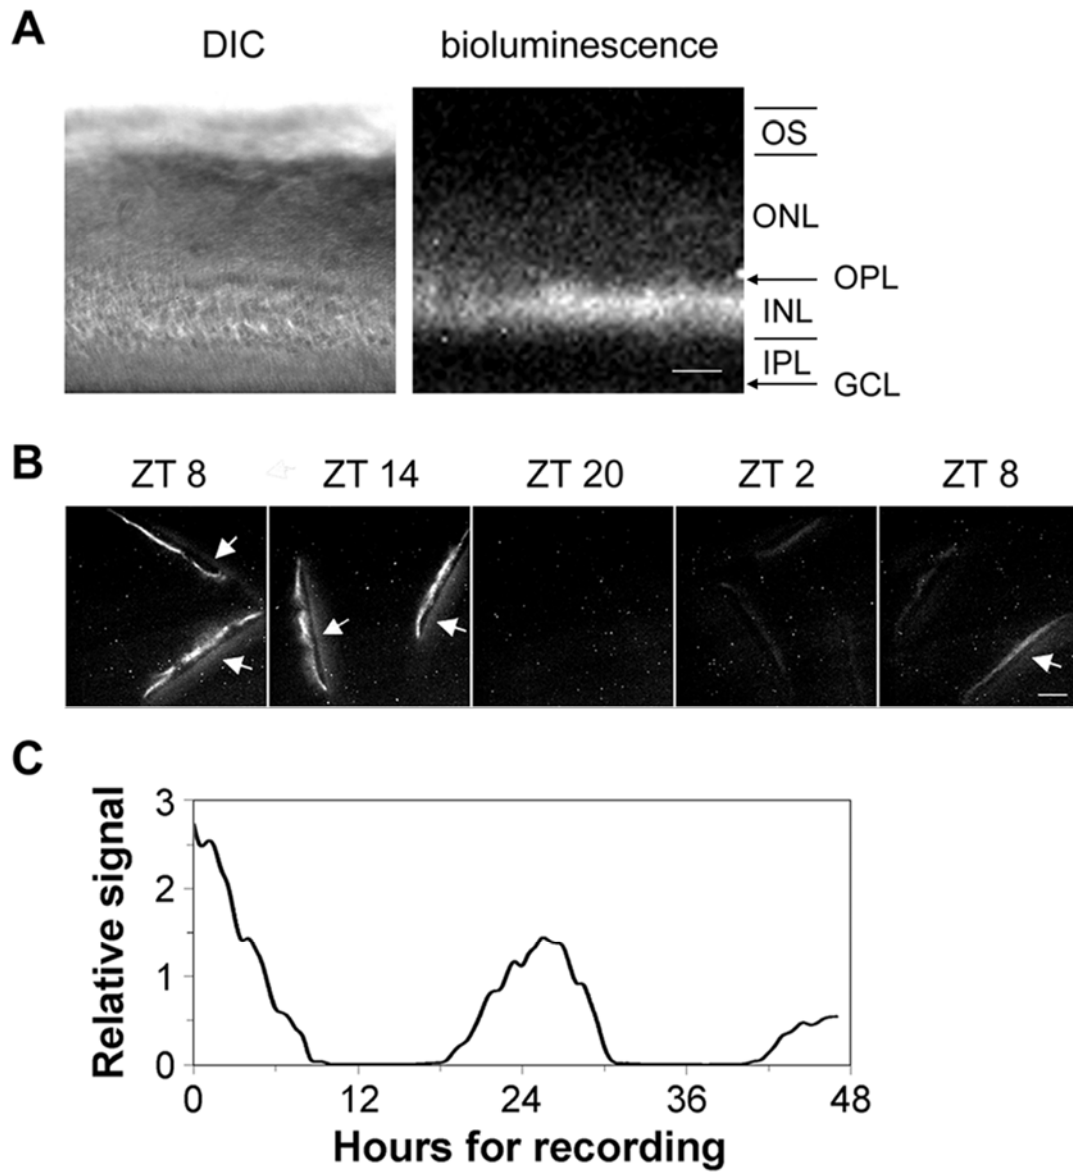 A
DIC
bioluminescence
OS
ONL
OPL
INL
IPL
GCL
B
ZT 8
ZT 14
ZT 20
ZT 2
ZT 8
C
3
2
1
0
Relative signal
0 12 24 36 48
Hours for recording